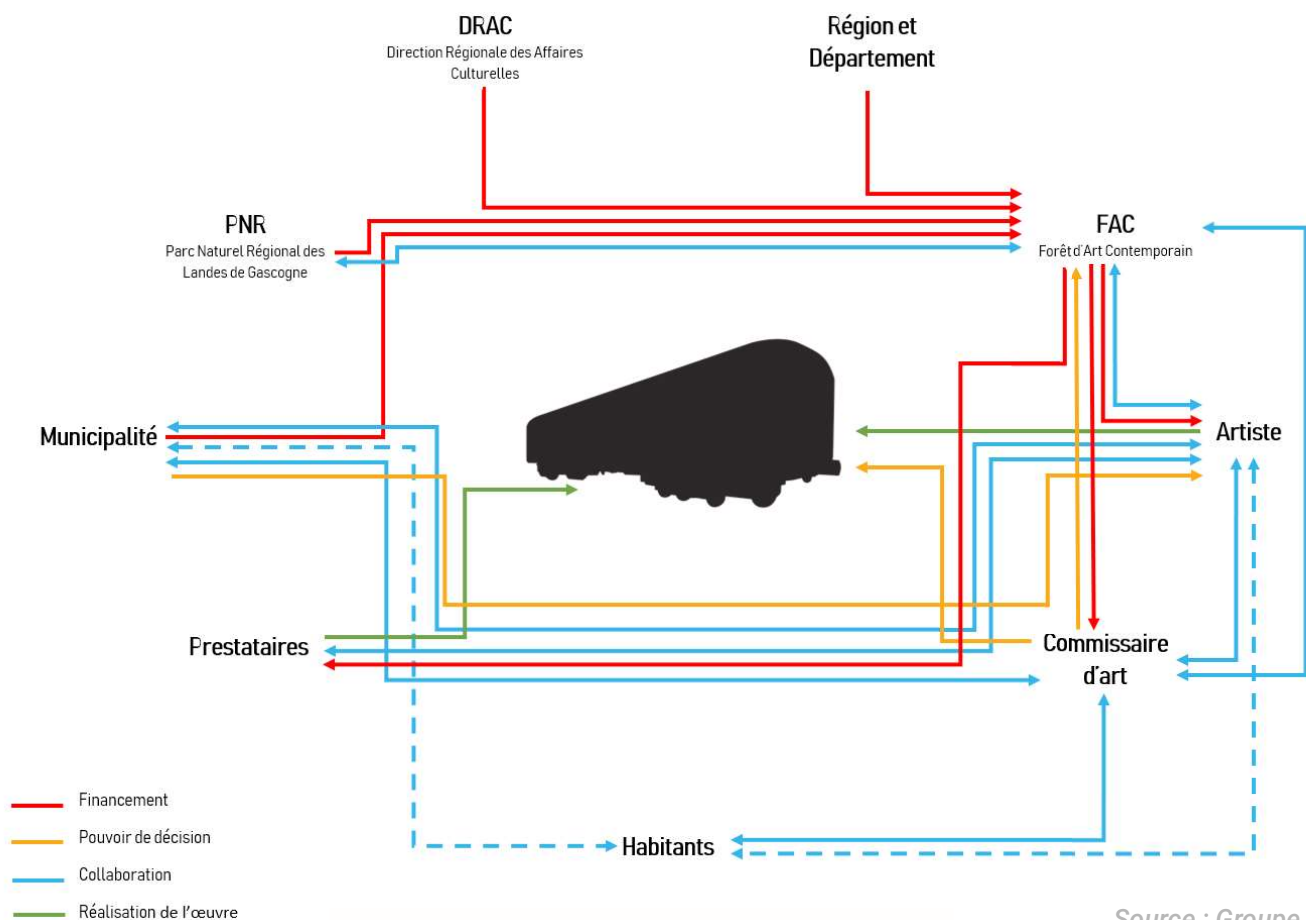 DRAC
Direction Régionale des Affaires
Culturelles
Région et
Département
PNR
Parc Naturel Régional des
Landes de Gascogne
FAC
Forêt d'Art Contemporain
Municipalité
Artiste
Prestataires
Commissaire
d'art
Habitants
Financement
Pouvoir de décision
Collaboration
Réalisation de l'œuvre
Source : Groupe